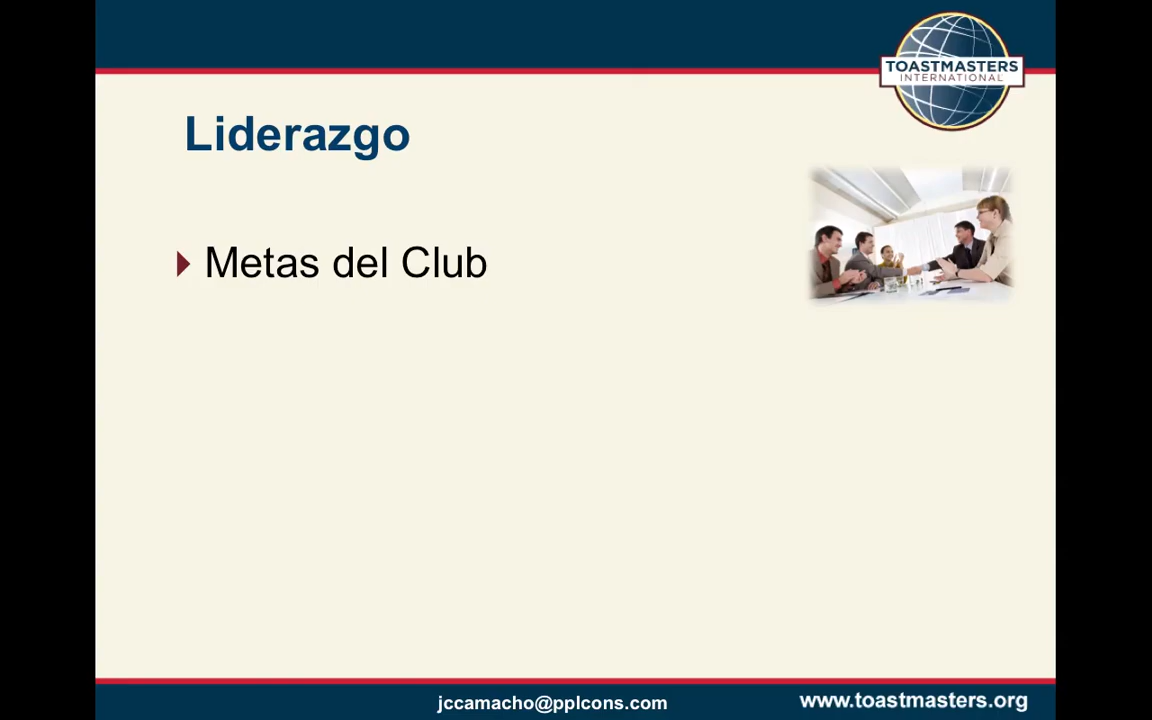 TOASTMASTERS
INTERNATIONAL
Liderazgo
Metas del Club
jccamacho@pplcons.com
www.toastmasters.org